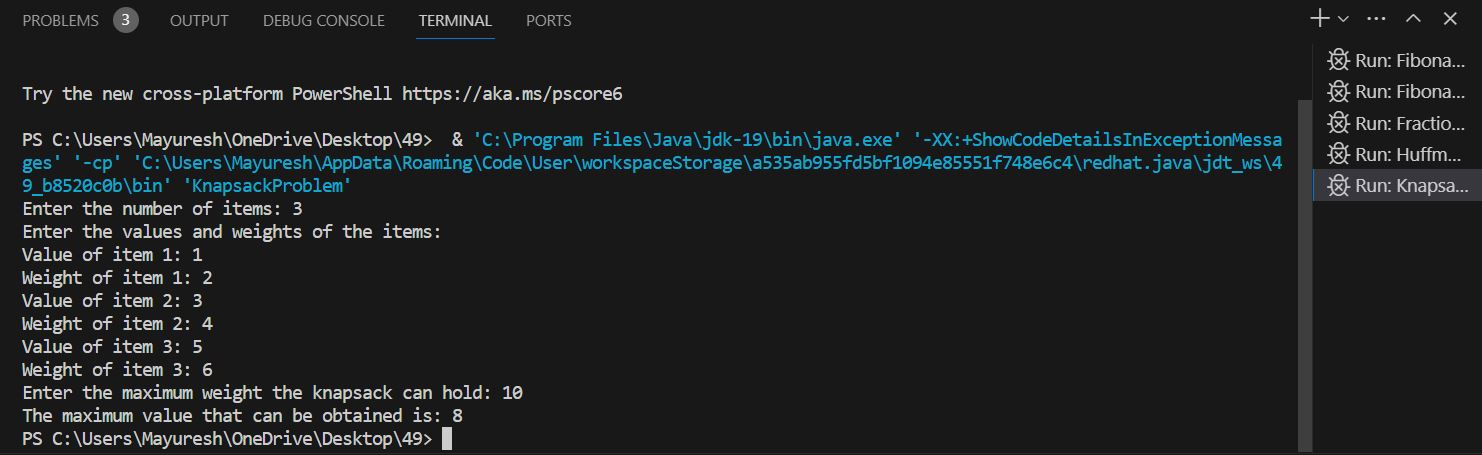 PROBLEMS 3 OUTPUT DEBUG CONSOLE TERMINAL PORTS
Try the new cross-platform PowerShell https://aka.ms/pscore6
PS C:\Users\Mayuresh\OneDrive\Desktop\49>  & 'C:\Program Files\Java\jdk-19\bin\java.exe' '-XX:+ShowCodeDetailsInExceptionMessa
ges' '-cp' 'C:\Users\Mayuresh\AppData\Roaming\Code\User\workspaceStorage\a535ab955fd5bf1094e85551f748e6c4\redhat.java\jdt_ws\4
9_b8520c0b\bin' 'KnapsackProblem'
Enter the number of items: 3
Enter the values and weights of the items:
Value of item 1: 1
Weight of item 1: 2
Value of item 2: 3
Weight of item 2: 4
Value of item 3: 5
Weight of item 3: 6
Enter the maximum weight the knapsack can hold: 10
The maximum value that can be obtained is: 8
PS C:\Users\Mayuresh\OneDrive\Desktop\49>
Run: Fibona...
Run: Fibona...
Run: Fractio...
Run: Huffm...
Run: Knapsa...